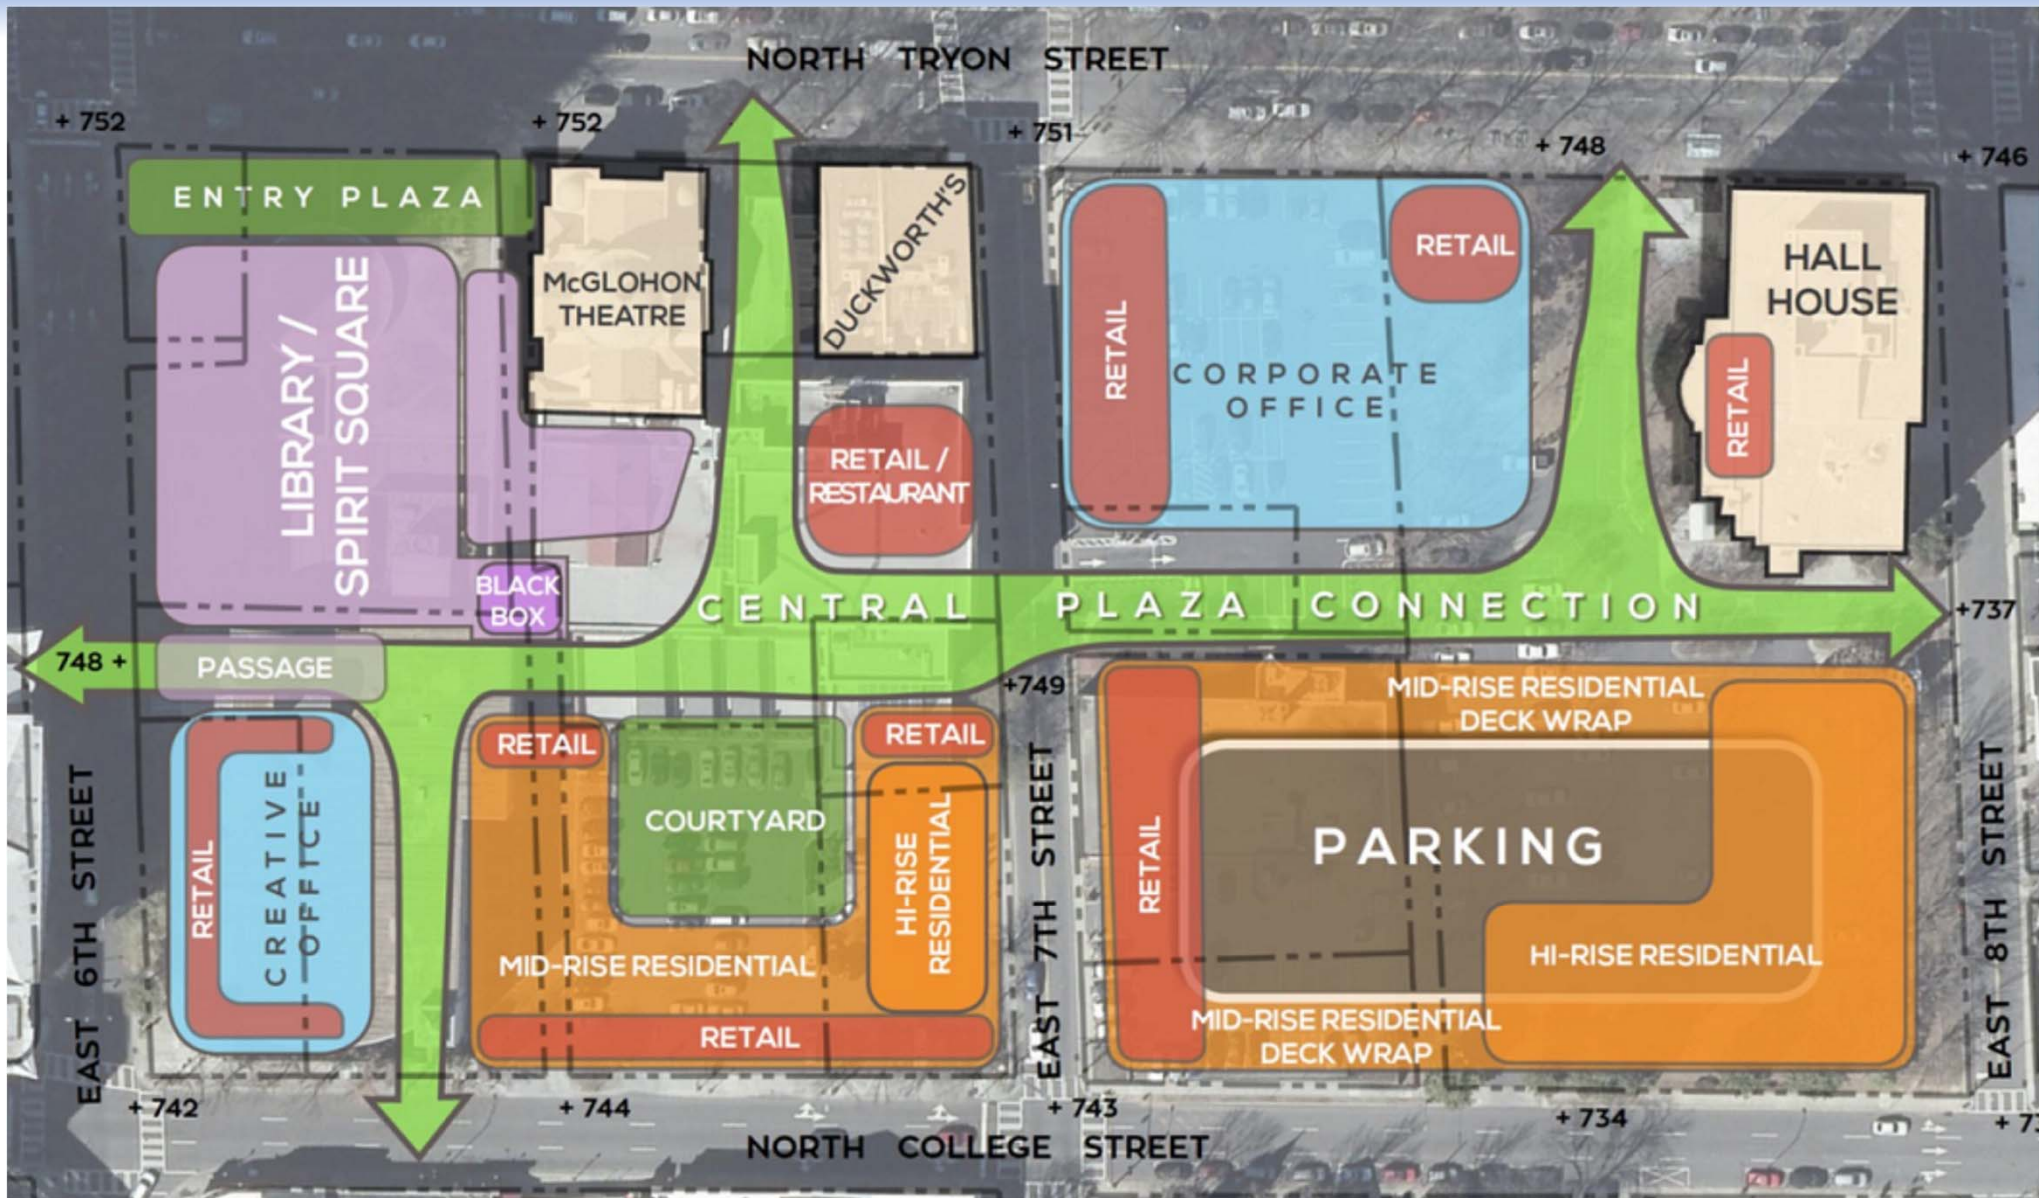 NORTH TRYON STREET
+ 752
+ 752
+ 751
+ 748
+ 746
ENTRY PLAZA
LIBRARY /
SPIRIT SQUARE
McGLOHON
THEATRE
DUCKWORTH'S
RETAIL
RETAIL
CORPORATE
OFFICE
HALL
HOUSE
RETAIL
RETAIL /
RESTAURANT
BLACK
BOX
CENTRAL PLAZA CONNECTION
+737
748 +
PASSAGE
+749
RETAIL
CREATIVE
OFFICE
RETAIL
COURTYARD
RETAIL
HI-RISE
RESIDENTIAL
MID-RISE RESIDENTIAL
RETAIL
MID-RISE RESIDENTIAL
DECK WRAP
RETAIL
PARKING
HI-RISE RESIDENTIAL
MID-RISE RESIDENTIAL
DECK WRAP
EAST 6TH STREET
EAST 7TH STREET
EAST 8TH STREET
+ 742
+ 744
+ 743
+ 734
NORTH COLLEGE STREET